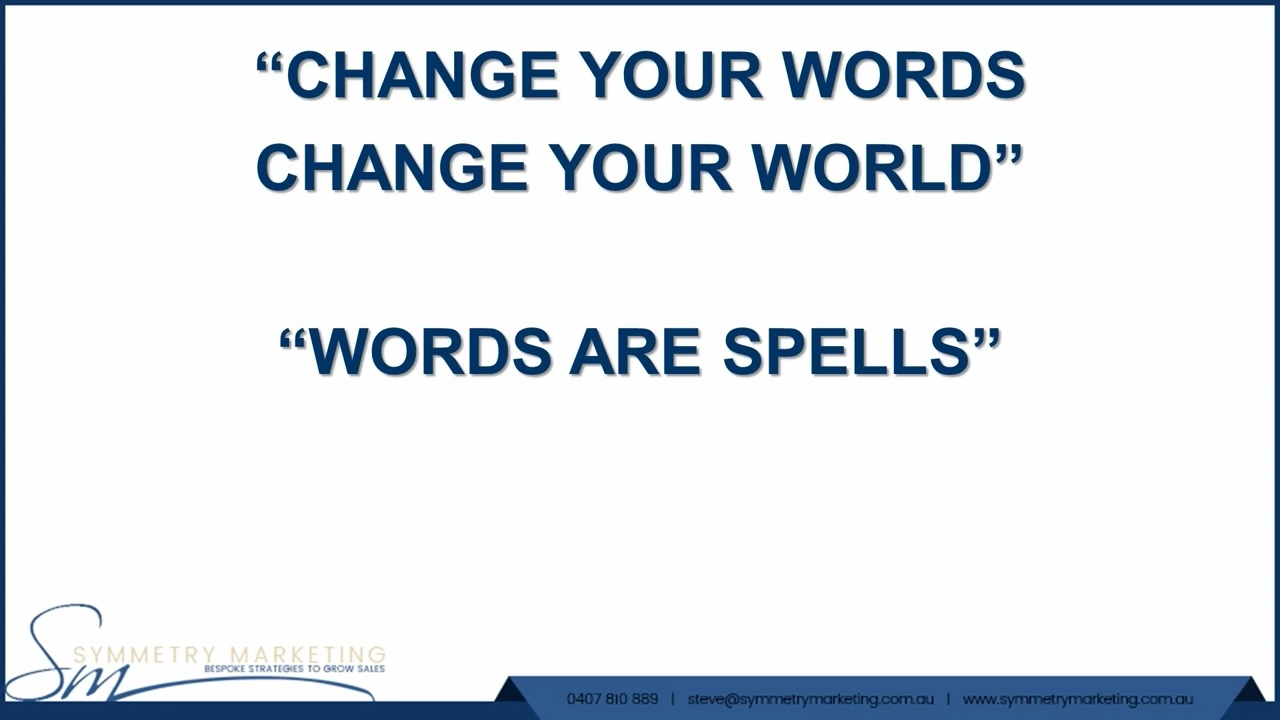 “CHANGE YOUR WORDS
CHANGE YOUR WORLD”
“WORDS ARE SPELLS”
Sm
SYMMETRY MARKETING
BESPOKE STRATEGIES TO GROW SALES
0407 810 889 | steve@symmetrymarketing.com.au | www.symmetrymarketing.com.au